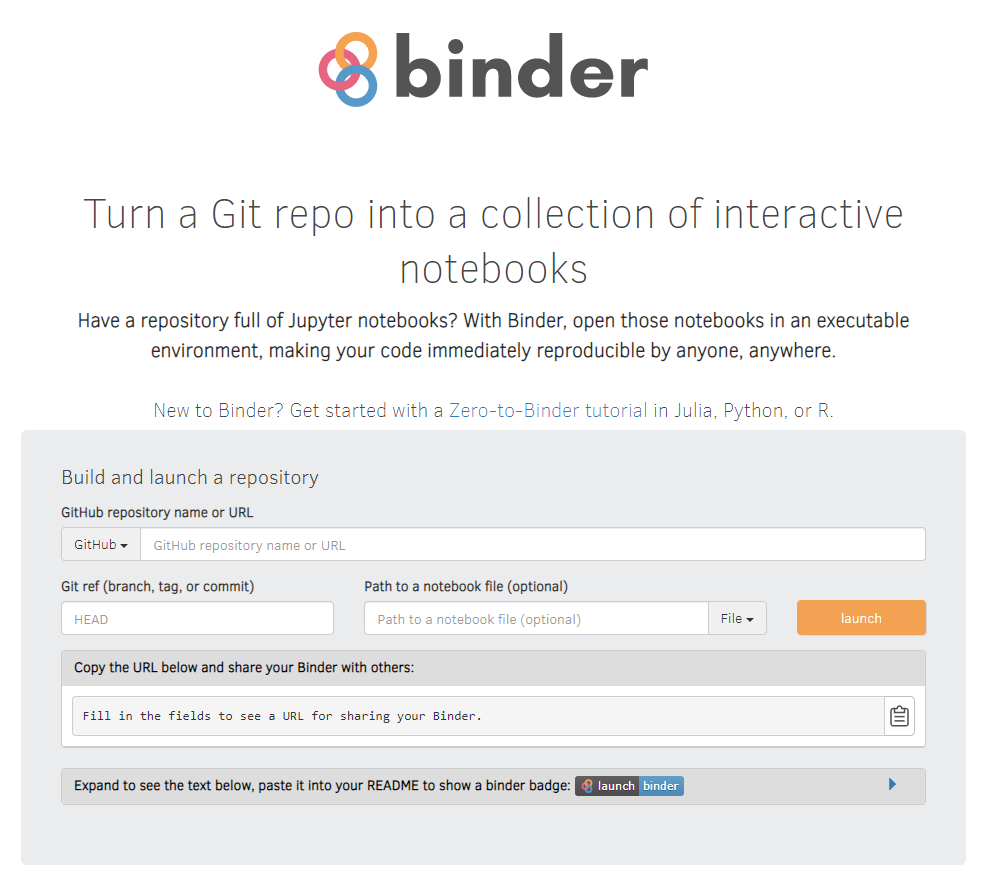 binder
Turn a Git repo into a collection of interactive
notebooks
Have a repository full of Jupyter notebooks? With Binder, open those notebooks in an executable
environment, making your code immediately reproducible by anyone, anywhere.
New to Binder? Get started with a Zero-to-Binder tutorial in Julia, Python, or R.
Build and launch a repository
GitHub repository name or URL
GitHub GitHub repository name or URL
Git ref (branch, tag, or commit) Path to a notebook file (optional)
HEAD Path to a notebook file (optional) File launch
Copy the URL below and share your Binder with others:
Fill in the fields to see a URL for sharing your Binder.
Expand to see the text below, paste it into your README to show a binder badge: launch binder